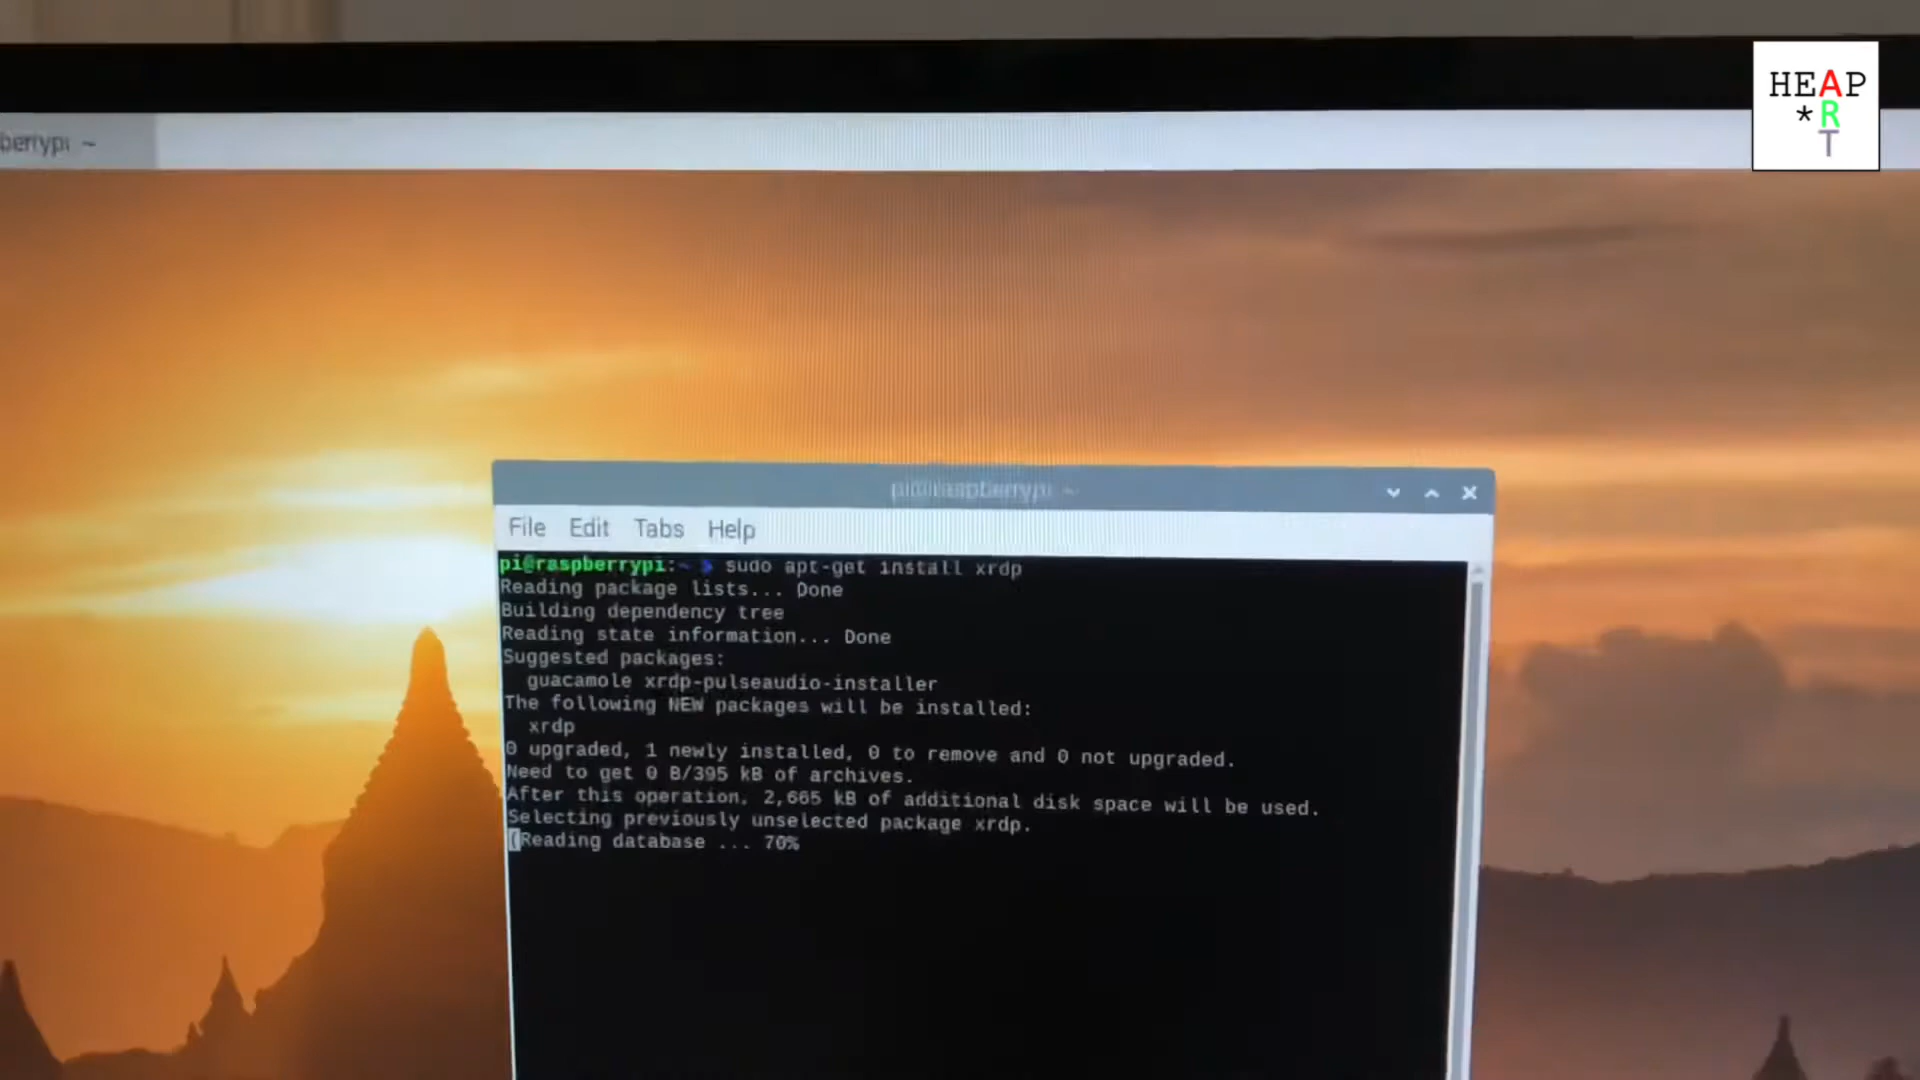 HEAP
*R
T
berrypi ~
pi@raspberrypi: ~
File Edit Tabs Help
pi@raspberrypi:~ $ sudo apt-get install xrdp
Reading package lists... Done
Building dependency tree
Reading state information... Done
Suggested packages:
guacamole xrdp-pulseaudio-installer
The following NEW packages will be installed:
xrdp
0 upgraded, 1 newly installed, 0 to remove and 0 not upgraded.
Need to get 0 B/395 kB of archives.
After this operation, 2,665 kB of additional disk space will be used.
Selecting previously unselected package xrdp.
(Reading database ... 70%